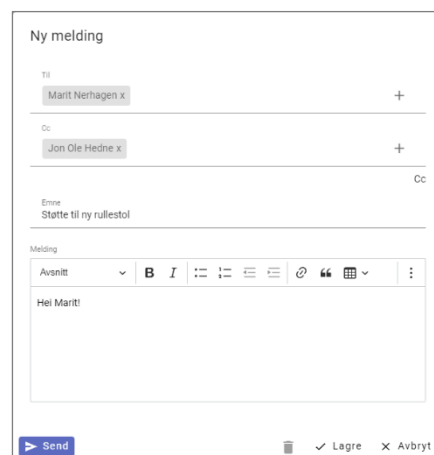 Ny melding
Til
Marit Nerhagen x
Cc
Jon Ole Hedne x
Cc
Emne
Støtte til ny rullestol
Melding
Avsnitt B I
Hei Marit!
Send Lagre Avbryt